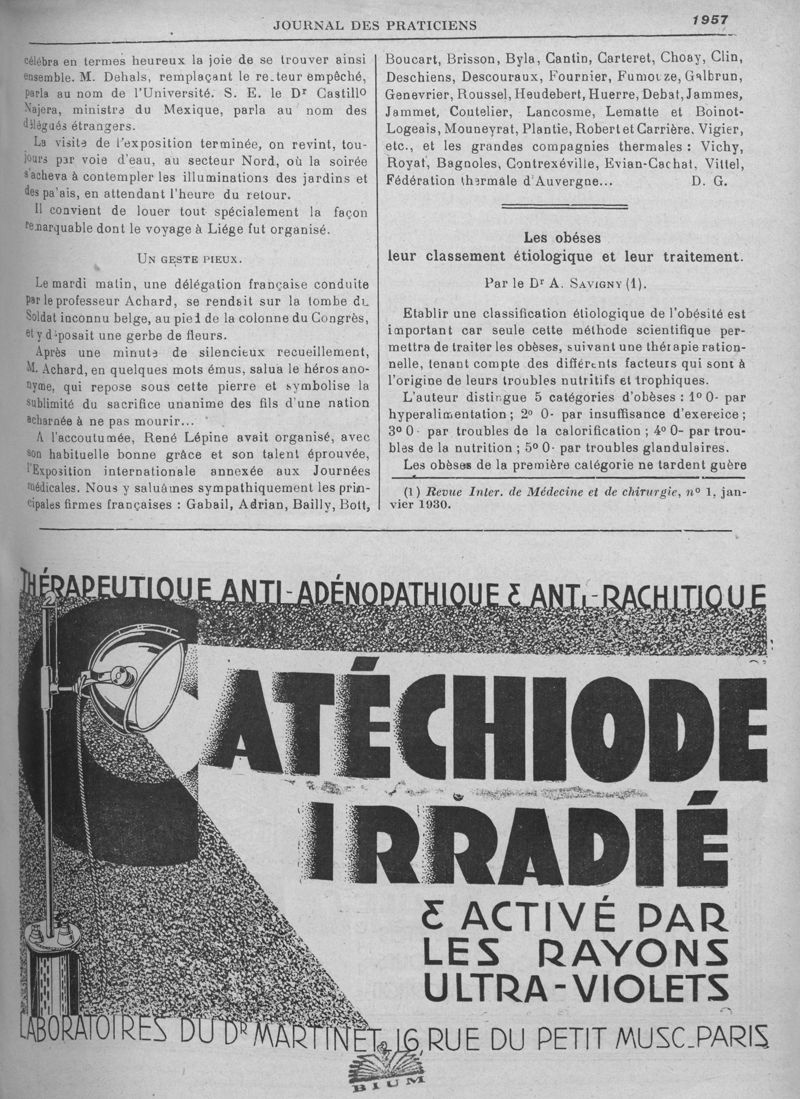 JOURNAL DES PRATICIENS
1957
célébra en termes heureux la joie de se trouver ainsi
ensemble. M. Dehals, remplaçant le recteur empêché,
parla au nom de l'Université. S. E. le Dr Castillo
Najera, ministre du Mexique, parla au nom des
délégués étrangers.
La visite de l'exposition terminée, on revint, tou-
jours par voie d'eau, au secteur Nord, où la soirée
s'acheva à contempler les illuminations des jardins et
des palais, en attendant l'heure du retour.
Il convient de louer tout spécialement la façon
remarquable dont le voyage à Liége fut organisé.
UN GESTE PIEUX.
Le mardi matin, une délégation française conduite
par le professeur Achard, se rendait sur la tombe du
Soldat inconnu belge, au pied de la colonne du Congrès,
et y déposait une gerbe de fleurs.
Après une minute de silencieux recueillement,
M. Achard, en quelques mots émus, salua le héros ano-
nyme, qui repose sous cette pierre et symbolise la
sublimité du sacrifice unanime des fils d'une nation
acharnée à ne pas mourir...
A l'accoutumée, René Lépine avait organisé, avec
son habituelle bonne grâce et son talent éprouvée,
l'Exposition internationale annexée aux Journées
médicales. Nous y saluâmes sympathiquement les prin-
cipales firmes françaises : Gabail, Adrian, Bailly, Bott,
Boucart, Brisson, Byla, Cantin, Carteret, Choay, Clin,
Deschiens, Descouraux, Fournier, Fumouze, Galbrun,
Genevrier, Roussel, Heudebert, Huerre, Debat, Jammes,
Jammet, Coutelier, Lancosme, Lematte et Boinot-
Logeais, Mouneyrat, Plantie, Robert et Carrière, Vigier,
etc., et les grandes compagnies thermales : Vichy,
Royat, Bagnoles, Contrexéville, Evian-Cachat, Vittel,
Fédération thermale d'Auvergne... D. G.
Les obéses
leur classement étiologique et leur traitement.
Par le Dr A. SAVIGNY (1).
Etablir une classification étiologique de l'obésité est
important car seule cette méthode scientifique per-
mettra de traiter les obèses, suivant une thérapie ration-
nelle, tenant compte des différents facteurs qui sont à
l'origine de leurs troubles nutritifs et trophiques.
L'auteur distingue 5 catégories d'obèses : 1º O- par
hyperalimentation ; 2º O- par insuffisance d'exercice ;
3º O- par troubles de la calorification ; 4º O- par trou-
bles de la nutrition ; 5º O- par troubles glandulaires.
Les obèses de la première catégorie ne tardent guère
(1) Revue Inter. de Médecine et de chirurgie, nº 1, jan-
vier 1930.
THÉRAPEUTIQUE ANTI-ADÉNOPATHIQUE & ANTI-RACHITIQUE
CATÉCHIODE
IRRADIÉ
& ACTIVÉ PAR
LES RAYONS
ULTRA-VIOLETS
LABORATOIRES DU DR MARTINET, 16, RUE DU PETIT MUSC-PARIS
BIUM